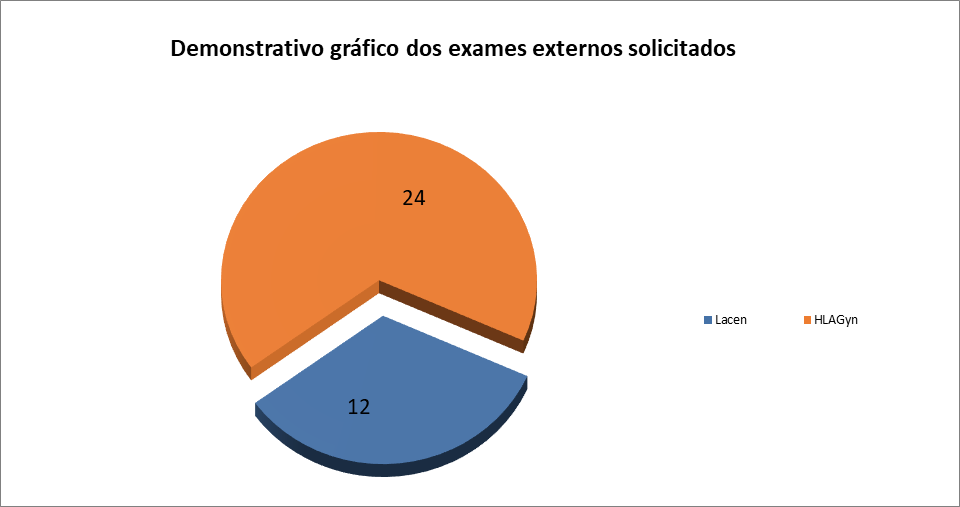 Demonstrativo gráfico dos exames externos solicitados
24
12
Lacen
HLAGyn